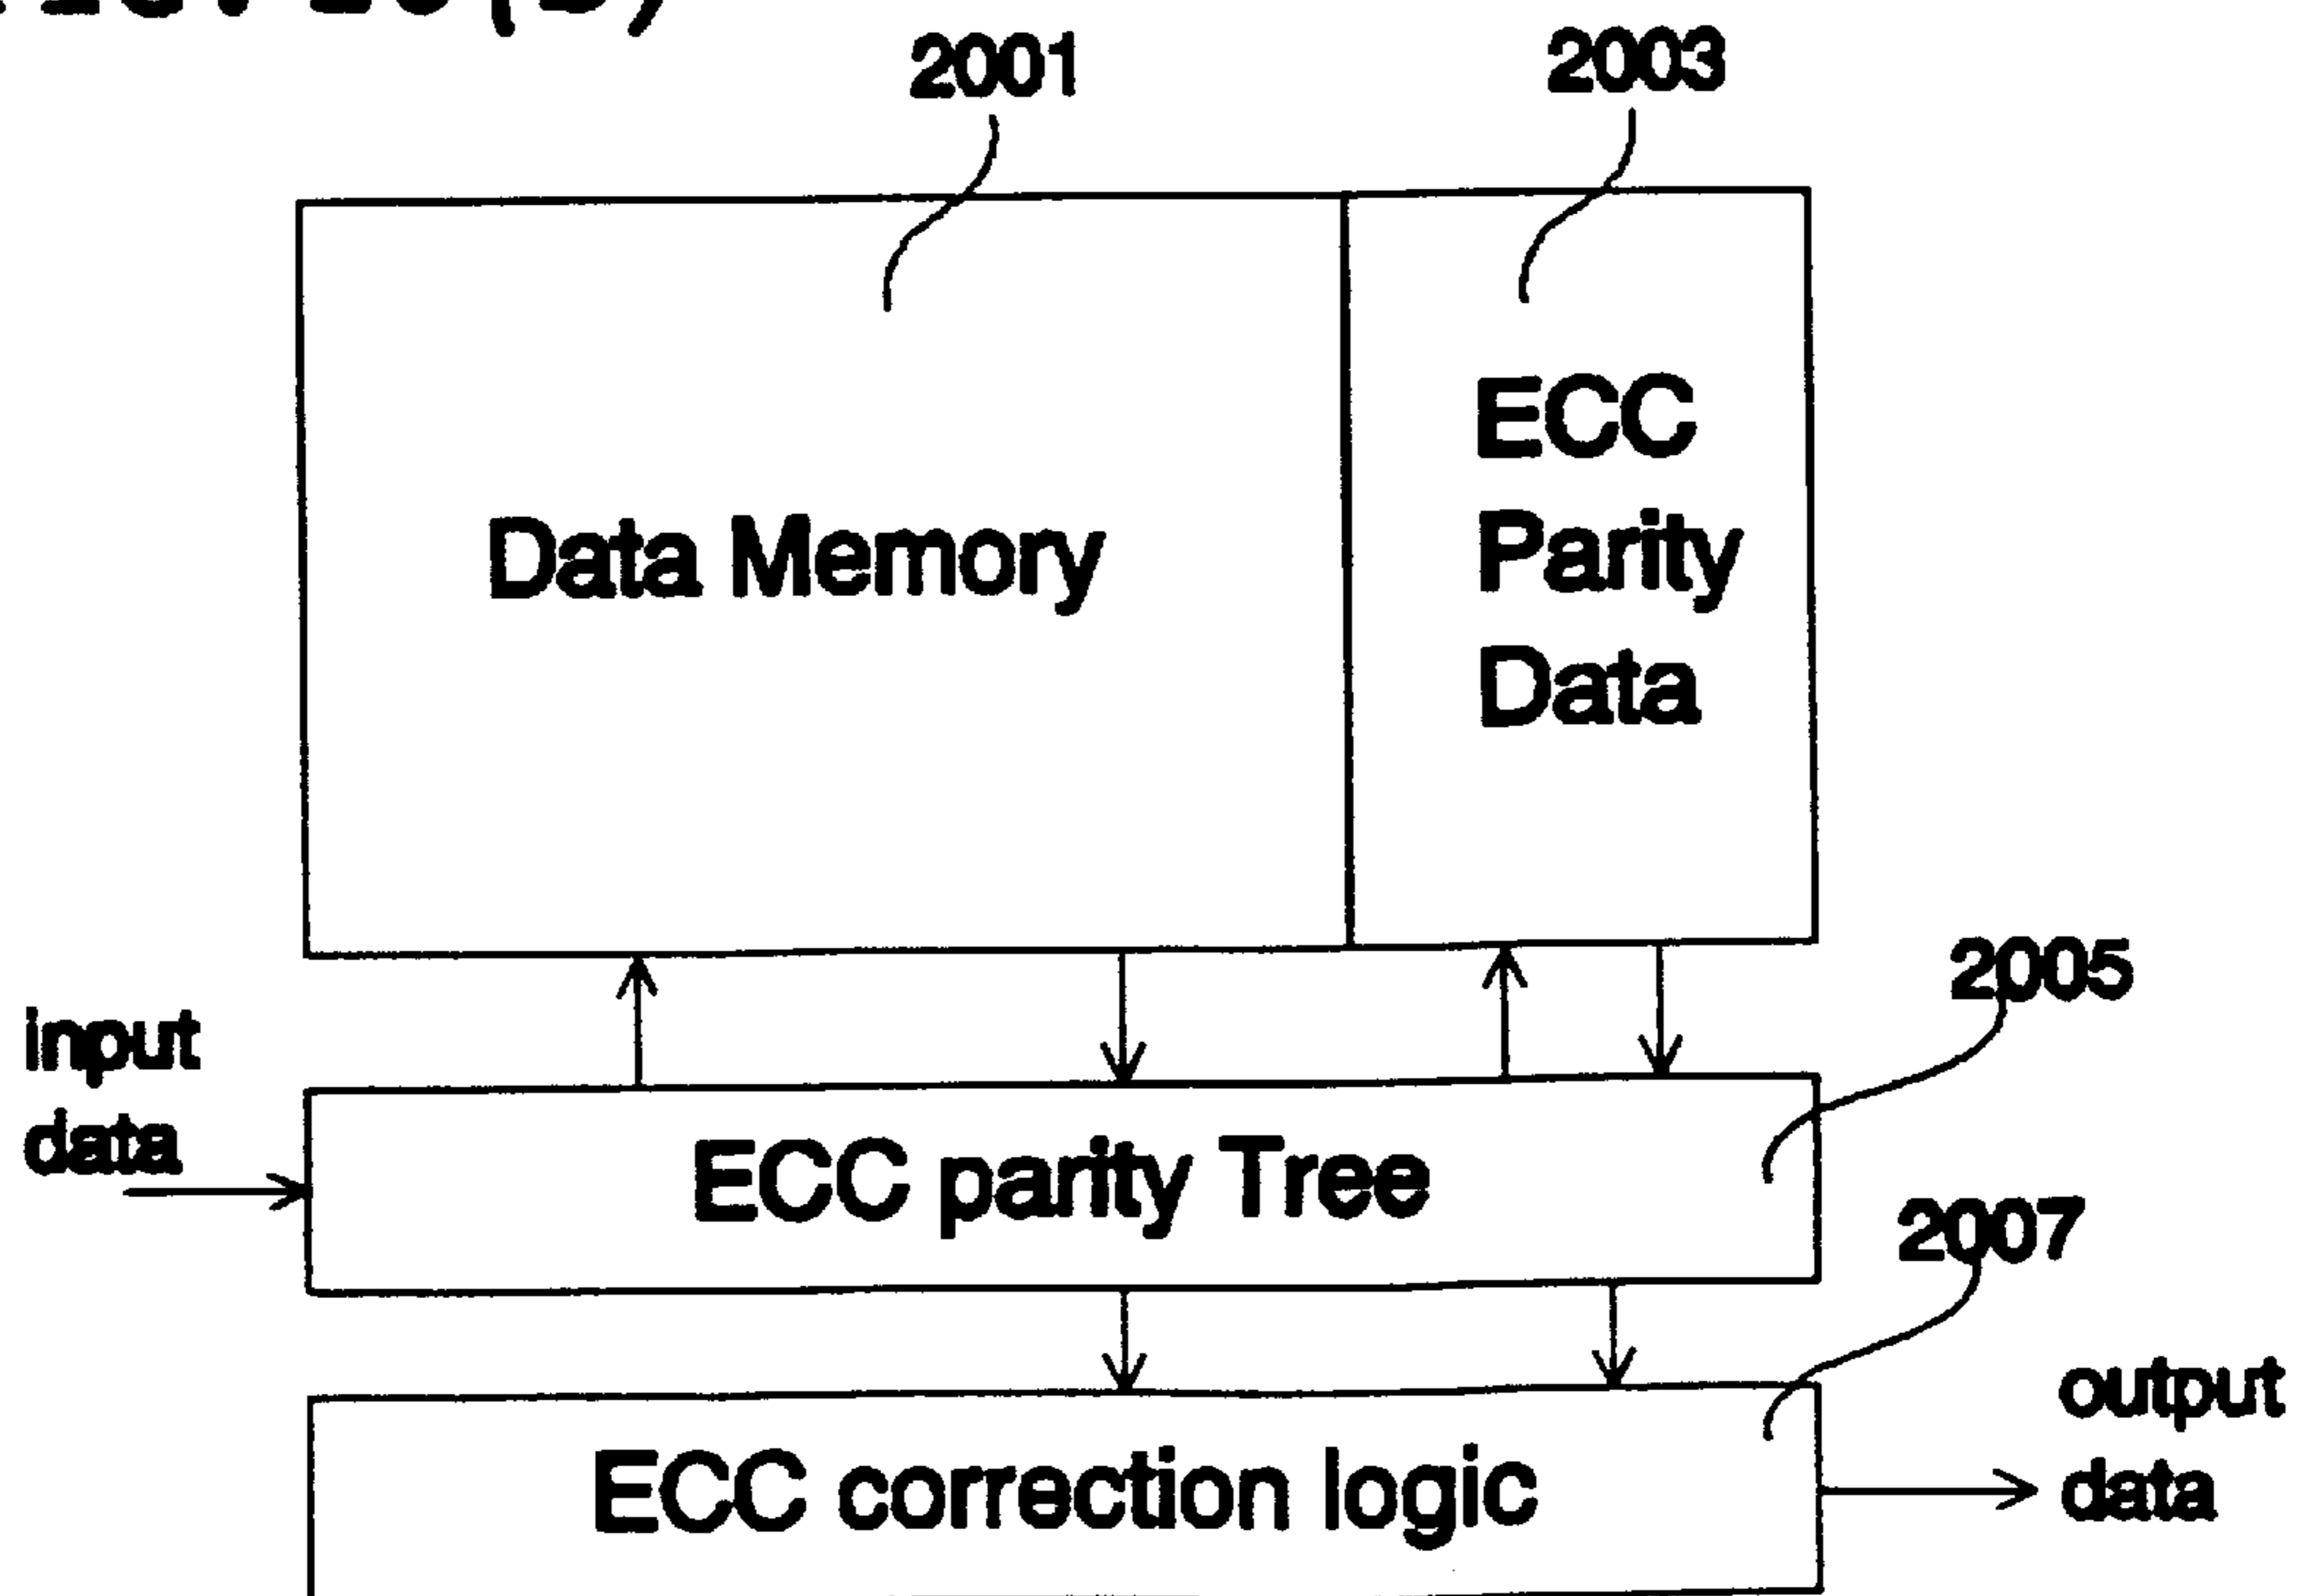 2001
2003
Data Memory
ECC
Parity
Data
2005
input
data
ECC parity Tree
2007
ECC correction logic
output
data